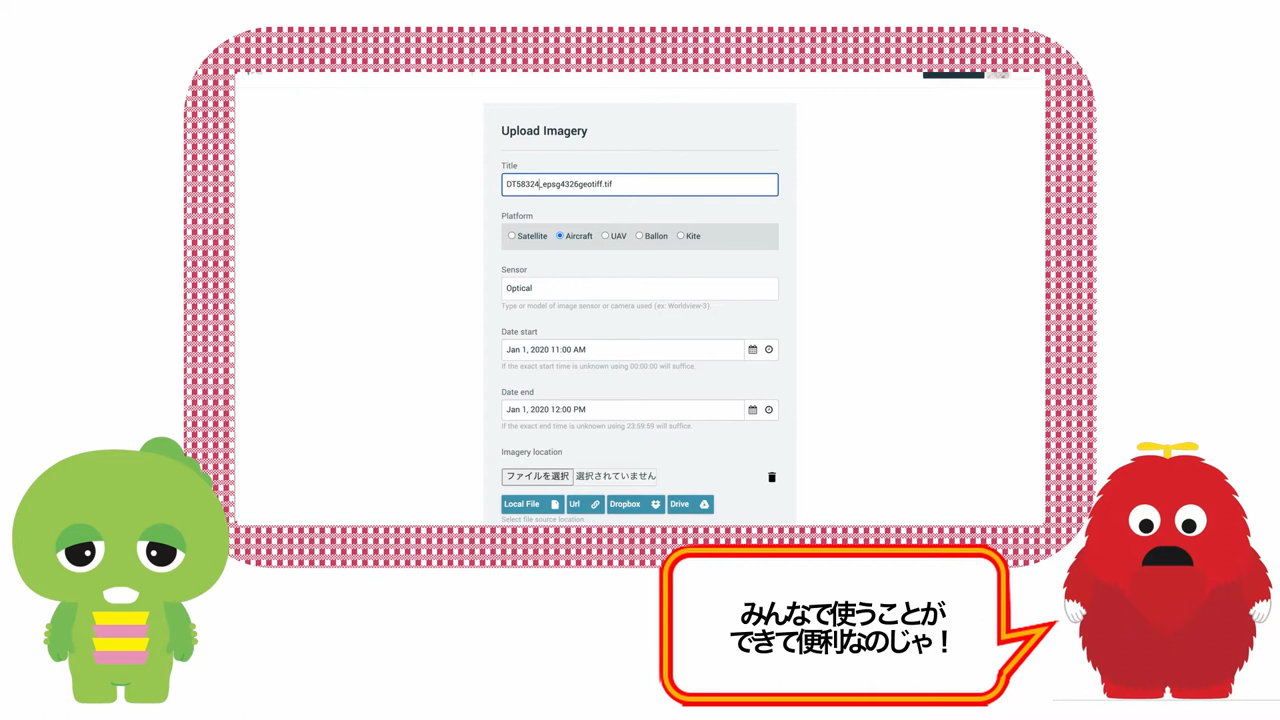 Upload Imagery
Title
DT58324_epsg4326geotiff.tif
Platform
Satellite Aircraft UAV Ballon Kite
Sensor
Optical
Type or model of image sensor or camera used (ex: Worldview-3).
Date start
Jan 1, 2020 11:00 AM
If the exact start time is unknown using 00:00:00 will suffice.
Date end
Jan 1, 2020 12:00 PM
If the exact end time is unknown using 23:59:59 will suffice.
Imagery location
ファイルを選択 選択されていません
Local File Url Dropbox Drive
Select file source location.
みんなで使うことが
できて便利なのじゃ！